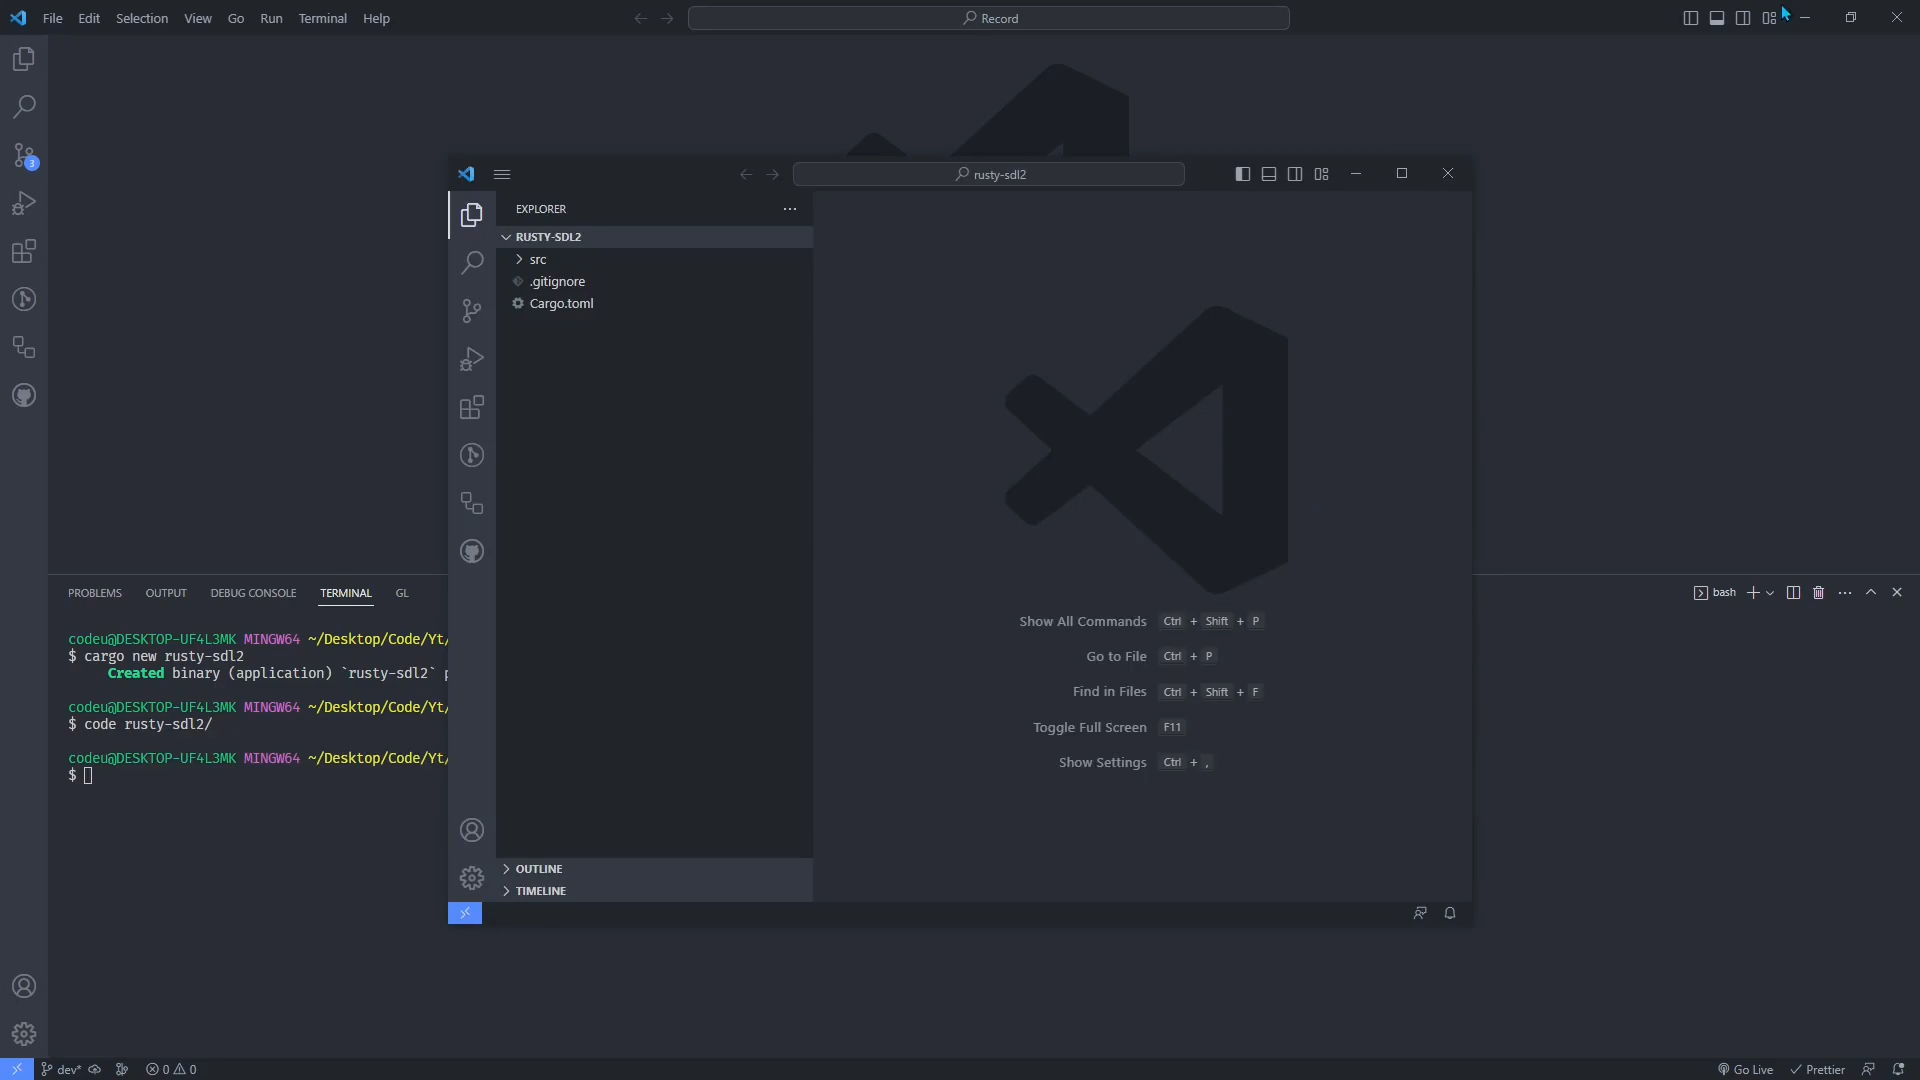 File Edit Selection View Go Run Terminal Help
Record
3
rusty-sdl2
EXPLORER
RUSTY-SDL2
src
.gitignore
Cargo.toml
Show All Commands Ctrl + Shift + P
Go to File Ctrl + P
Find in Files Ctrl + Shift + F
Toggle Full Screen F11
Show Settings Ctrl + ,
OUTLINE
TIMELINE
PROBLEMS OUTPUT DEBUG CONSOLE TERMINAL GL
bash
codeu@DESKTOP-UF4L3MK MINGW64 ~/Desktop/Code/Yt/
$ cargo new rusty-sdl2
Created binary (application) `rusty-sdl2` p
codeu@DESKTOP-UF4L3MK MINGW64 ~/Desktop/Code/Yt/
$ code rusty-sdl2/
codeu@DESKTOP-UF4L3MK MINGW64 ~/Desktop/Code/Yt/
$
dev* 0 0 Go Live Prettier